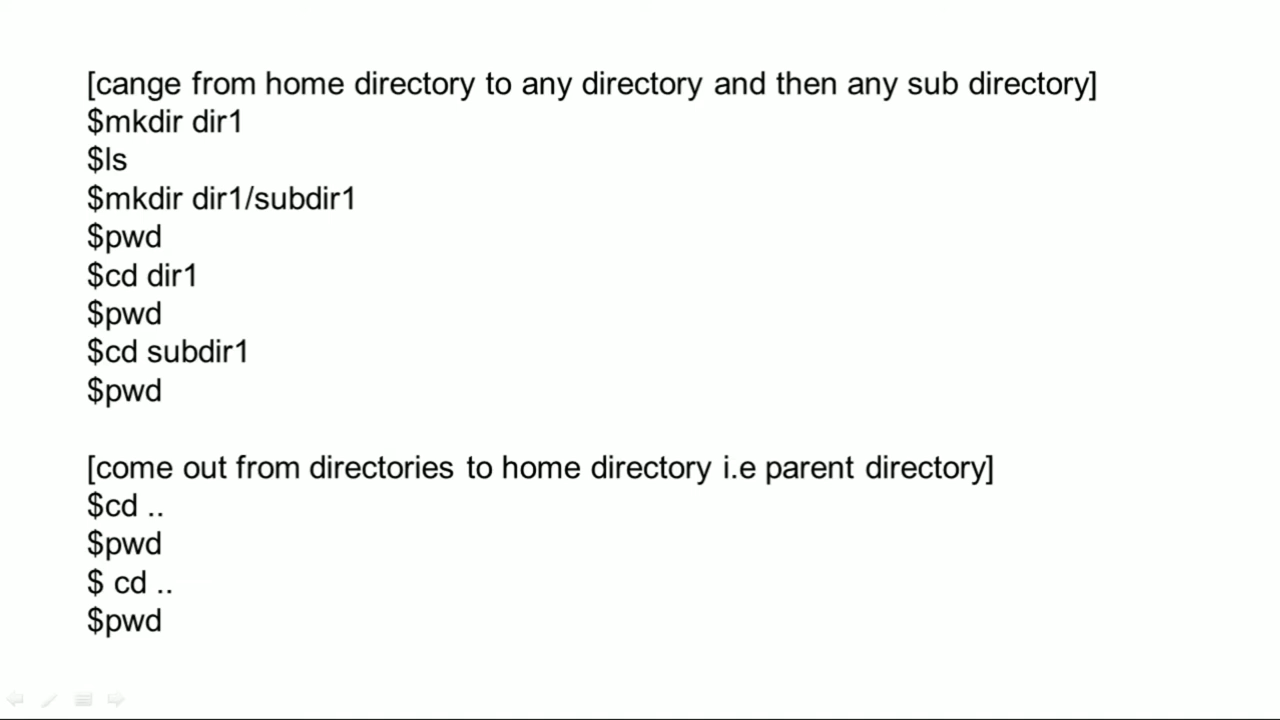 [cange from home directory to any directory and then any sub directory]
$mkdir dir1
$ls
$mkdir dir1/subdir1
$pwd
$cd dir1
$pwd
$cd subdir1
$pwd
[come out from directories to home directory i.e parent directory]
$cd ..
$pwd
$ cd ..
$pwd